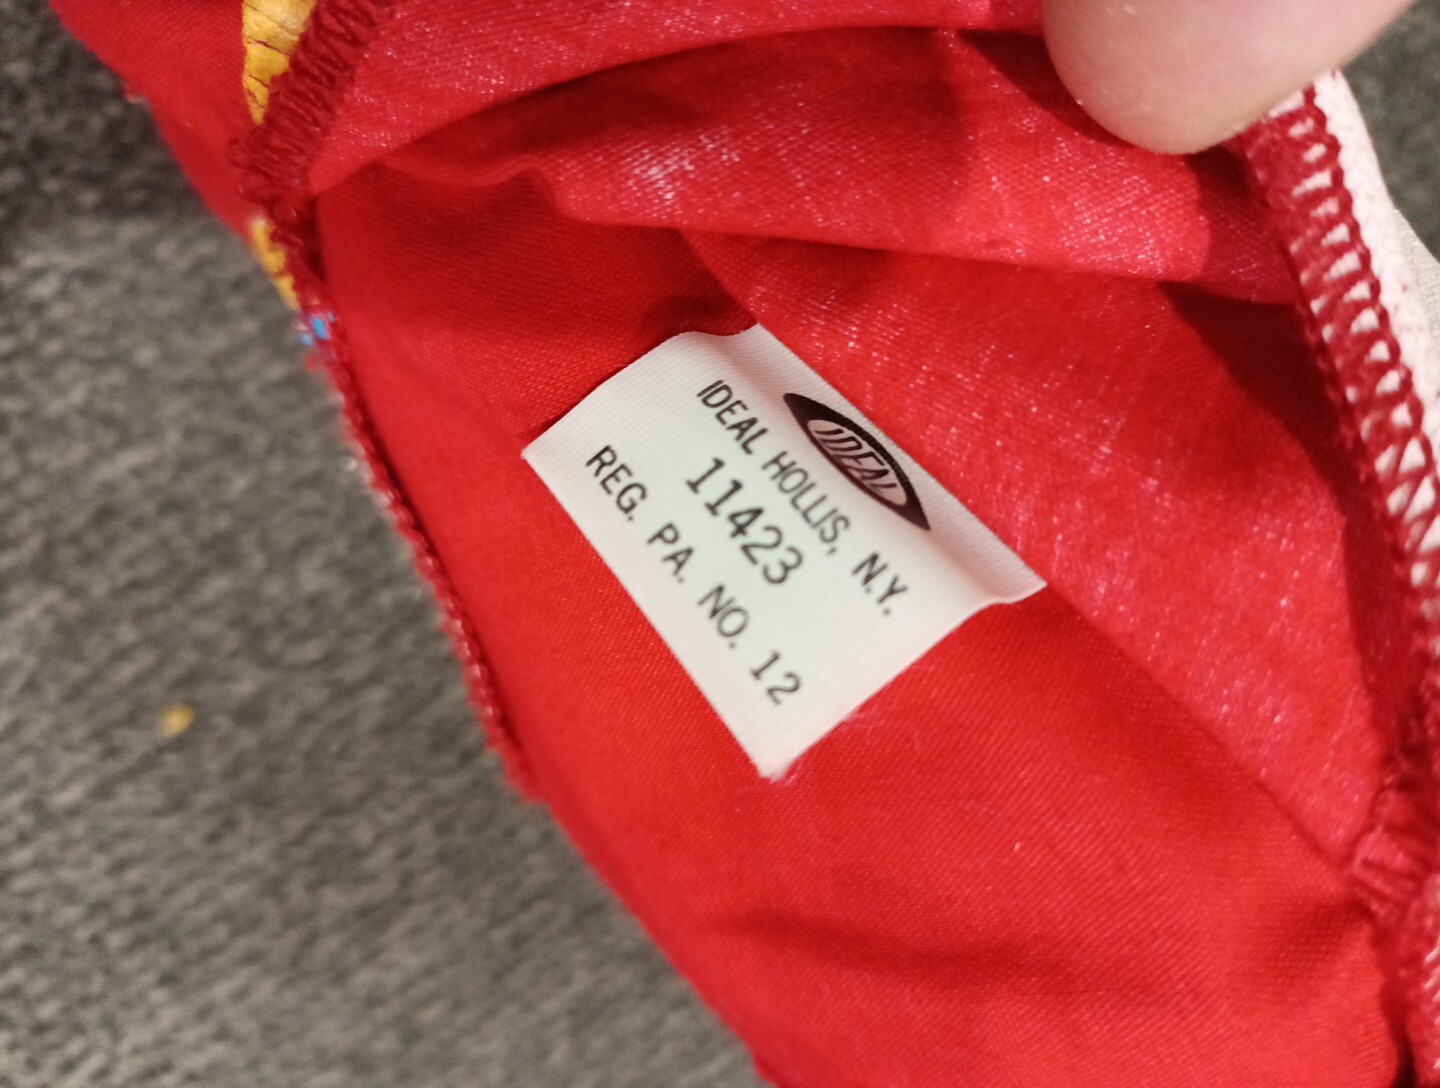 IDEAL
IDEAL HOLLIS, N.Y.
11423
REG. PA. NO. 12